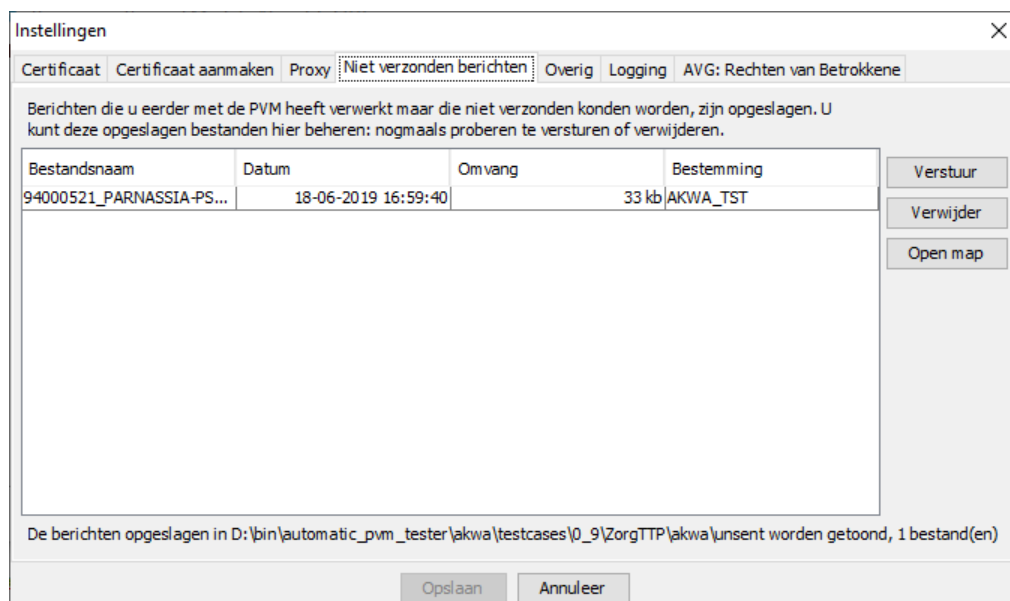 Instellingen
Certificaat Certificaat aanmaken Proxy Niet verzonden berichten Overig Logging AVG: Rechten van Betrokkene
Berichten die u eerder met de PVM heeft verwerkt maar die niet verzonden konden worden, zijn opgeslagen. U
kunt deze opgeslagen bestanden hier beheren: nogmaals proberen te versturen of verwijderen.
Bestandsnaam Datum Omvang Bestemming
94000521_PARNASSIA-PS... 18-06-2019 16:59:40 33 kb AKWA_TST
Verstuur
Verwijder
Open map
De berichten opgeslagen in D:\bin\automatic_pvm_tester\akwa\testcases\0_9\ZorgTTP\akwa\unsent worden getoond, 1 bestand(en)
Opslaan Annuleer